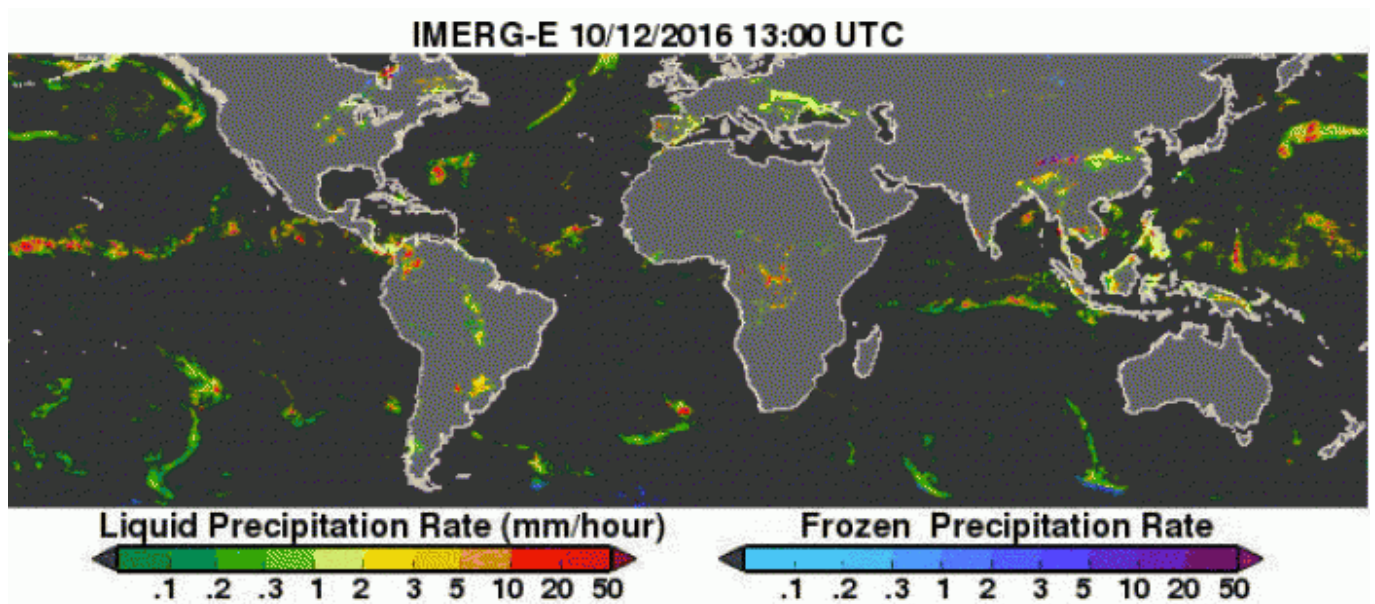 IMERG-E 10/12/2016 13:00 UTC
Liquid Precipitation Rate (mm/hour)
Frozen Precipitation Rate
.1 .2 .3 1 2 3 5 10 20 50
.1 .2 .3 1 2 3 5 10 20 50